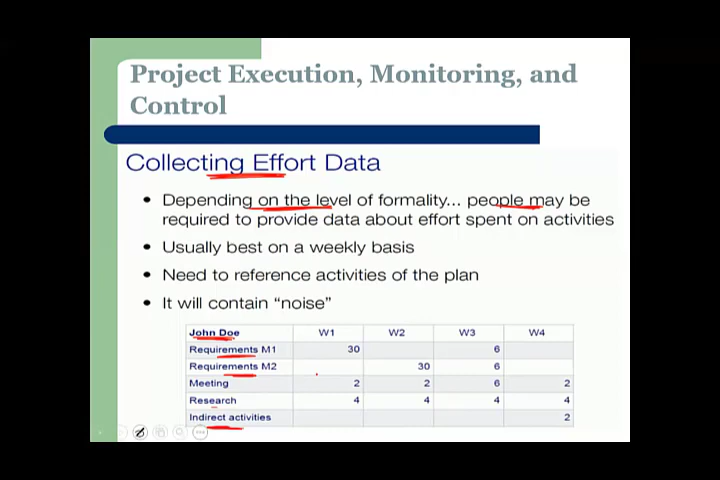 Project Execution, Monitoring, and
Control
Collecting Effort Data
• Depending on the level of formality... people may be
required to provide data about effort spent on activities
• Usually best on a weekly basis
• Need to reference activities of the plan
• It will contain “noise”
John Doe W1 W2 W3 W4
Requirements M1 30 6
Requirements M2 30 6
Meeting 2 2 6 2
Research 4 4 4 4
Indirect activities 2